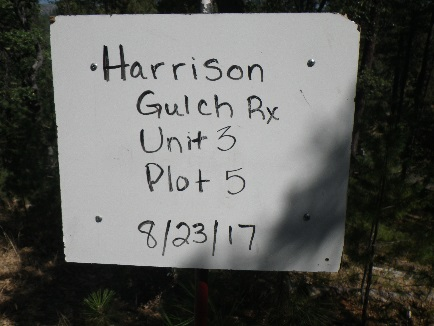 Harrison
Gulch Rx
Unit 3
Plot 5
8/23/17